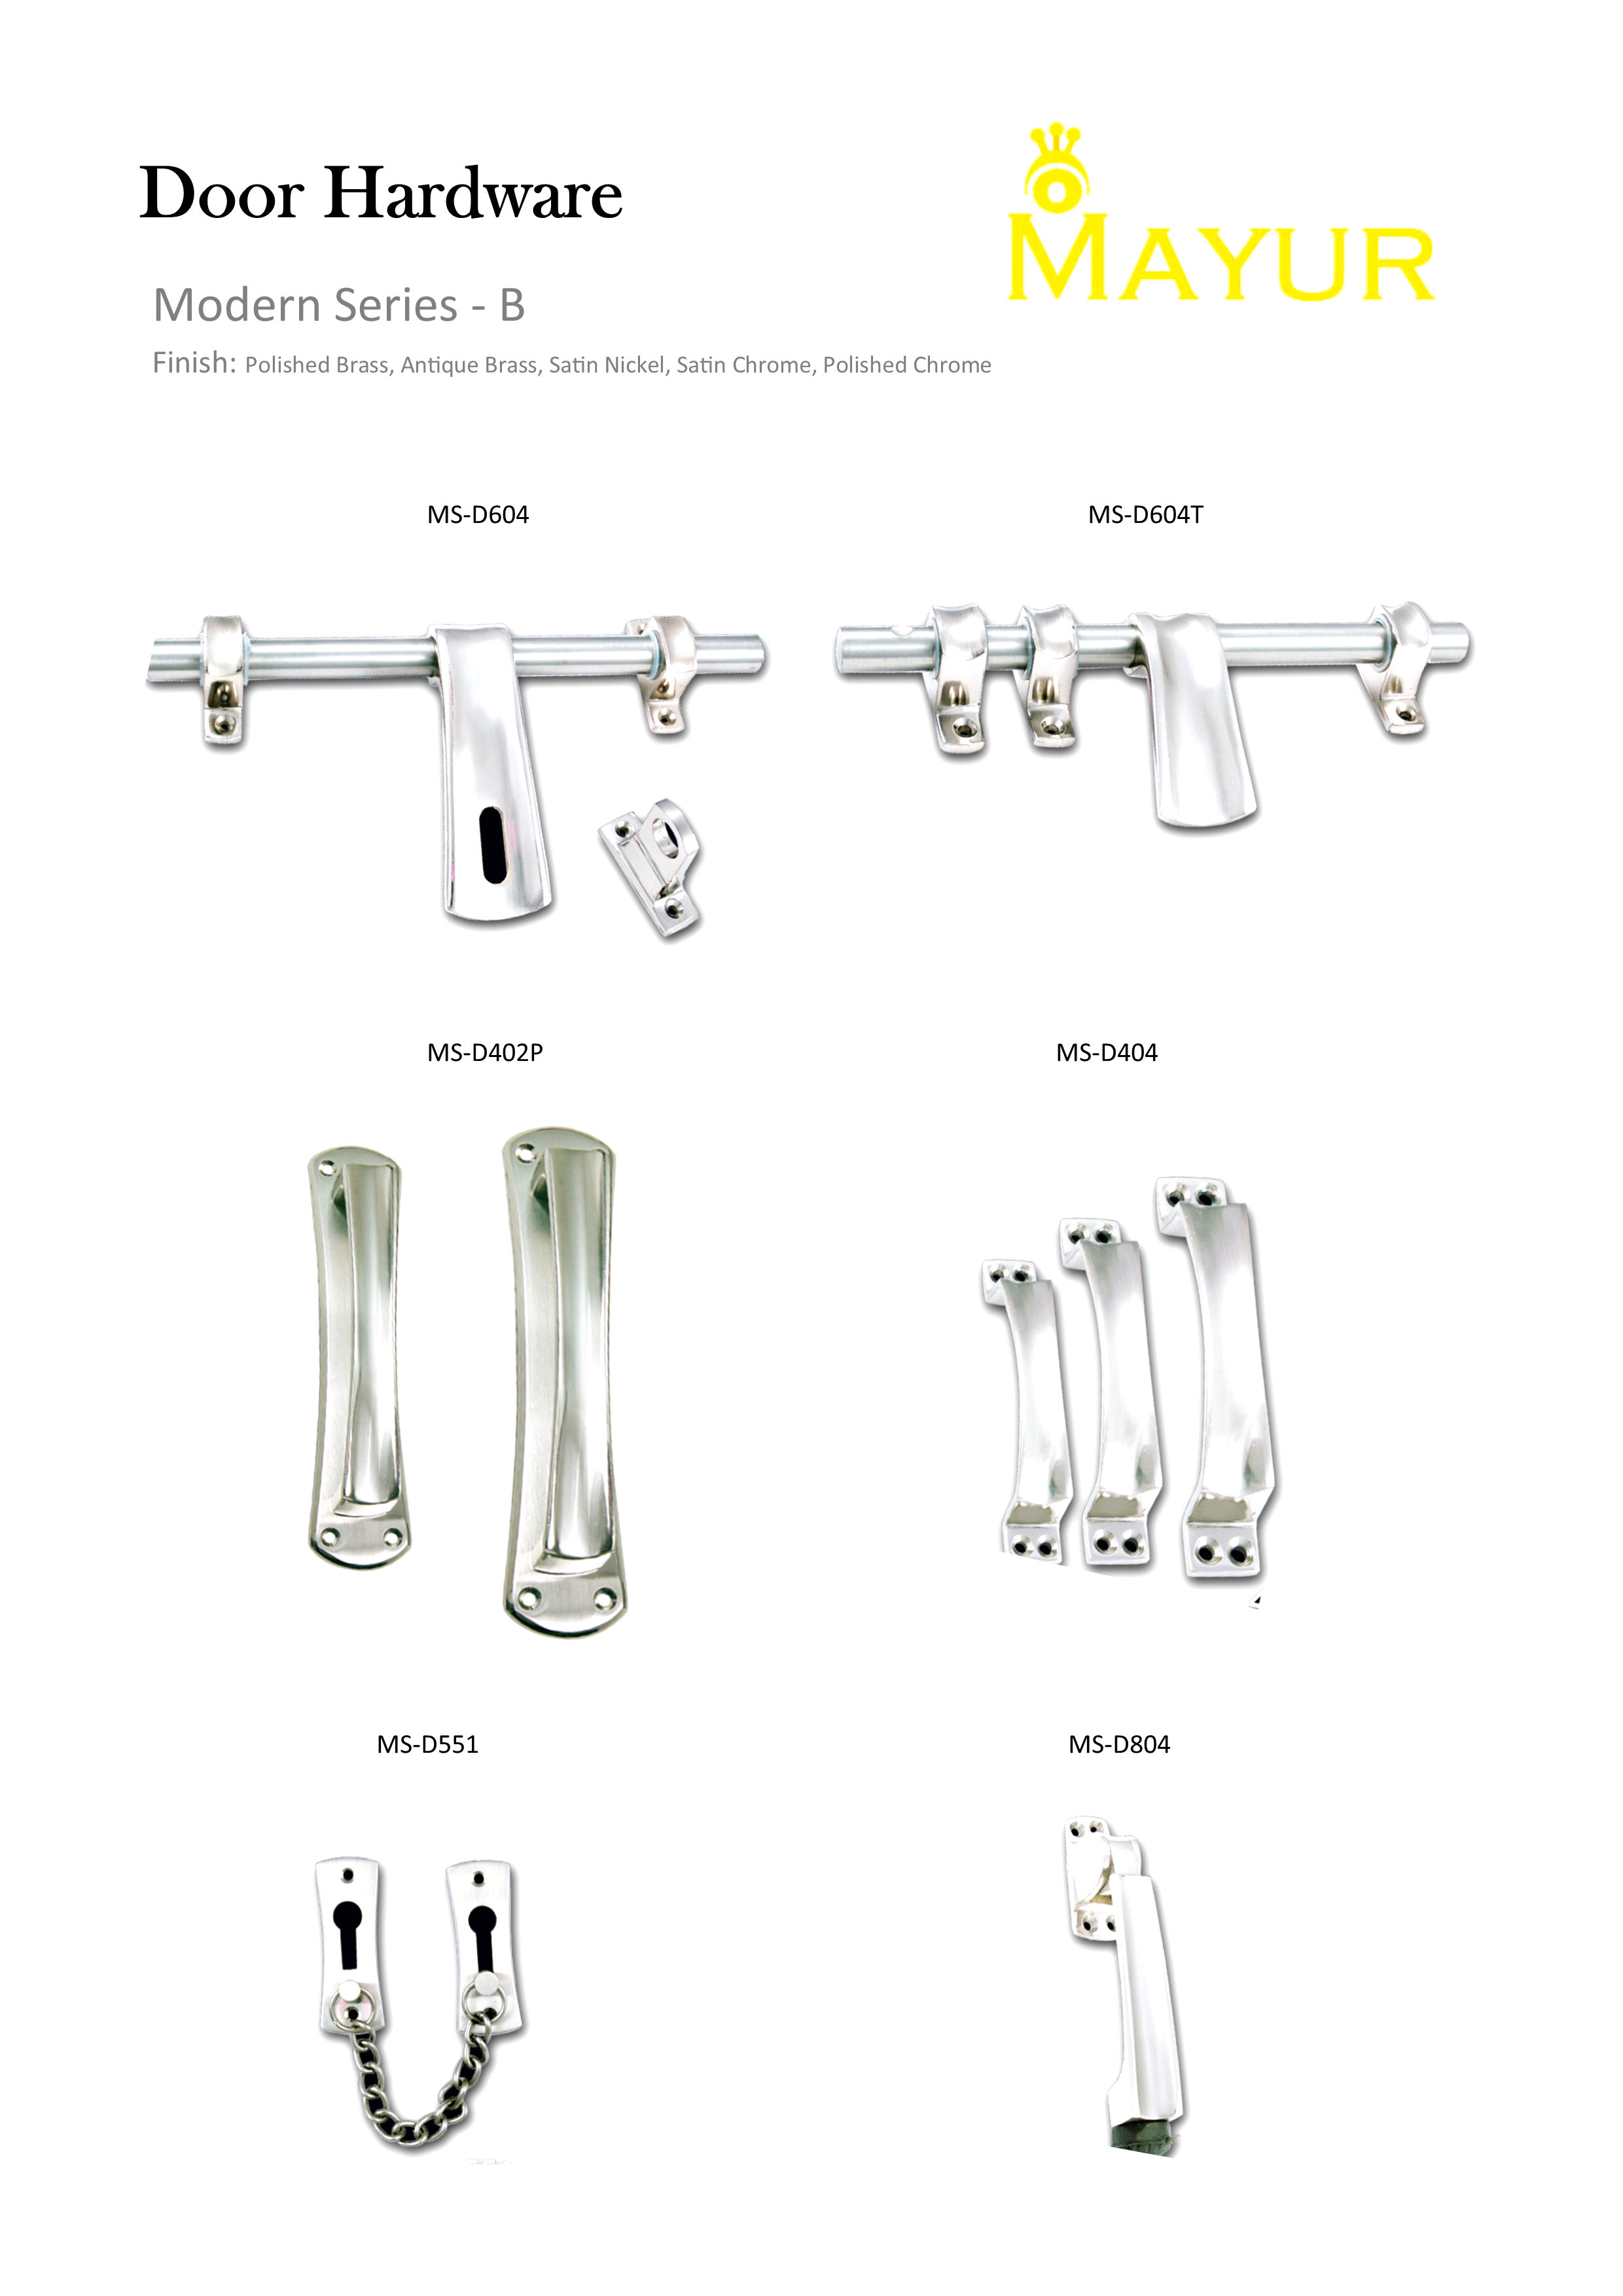 Door Hardware
MAYUR
Modern Series - B
Finish: Polished Brass, Antique Brass, Satin Nickel, Satin Chrome, Polished Chrome
MS-D604
MS-D604T
MS-D402P
MS-D404
MS-D551
MS-D804